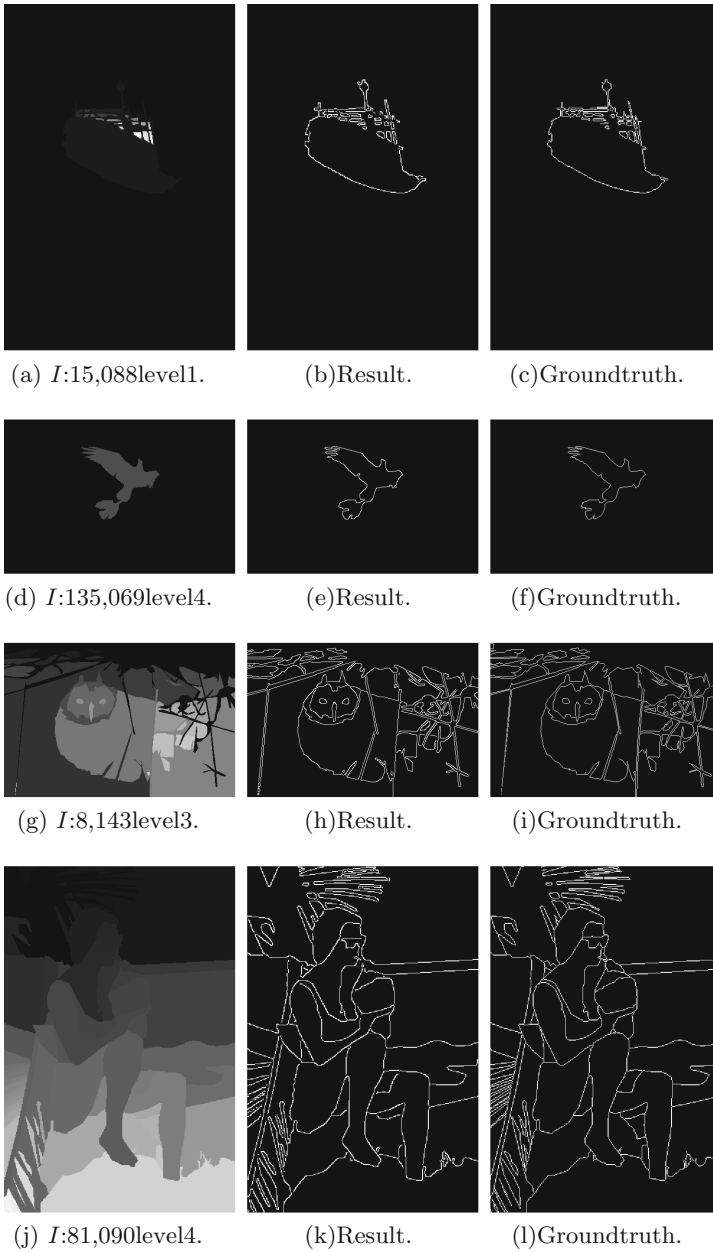 (a) I:15,088level1.
(b)Result.
(c)Groundtruth.
(d) I:135,069level4.
(e)Result.
(f)Groundtruth.
(g) I:8,143level3.
(h)Result.
(i)Groundtruth.
(j) I:81,090level4.
(k)Result.
(l)Groundtruth.